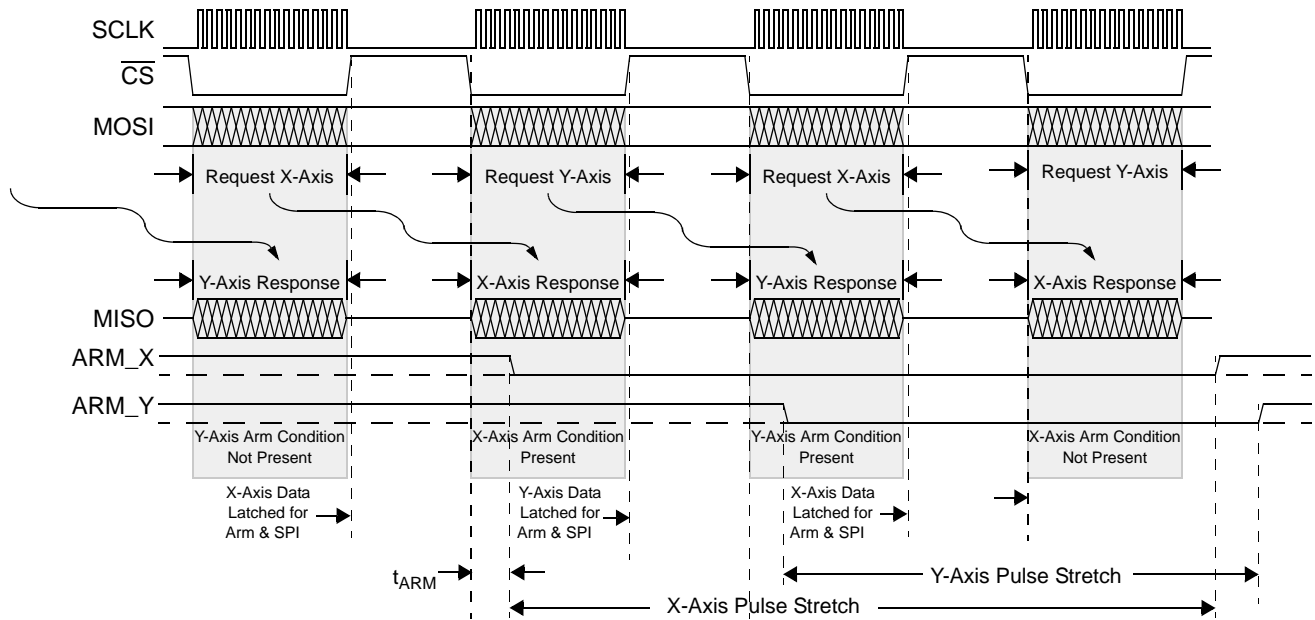 SCLK
CS
MOSI
Request X-Axis
Request Y-Axis
Request X-Axis
Request Y-Axis
Y-Axis Response
X-Axis Response
Y-Axis Response
X-Axis Response
MISO
ARM_X
ARM_Y
Y-Axis Arm Condition
Not Present
X-Axis Arm Condition
Present
Y-Axis Arm Condition
Present
X-Axis Arm Condition
Not Present
X-Axis Data
Latched for
Arm & SPI
Y-Axis Data
Latched for
Arm & SPI
X-Axis Data
Latched for
Arm & SPI
tARM
Y-Axis Pulse Stretch
X-Axis Pulse Stretch